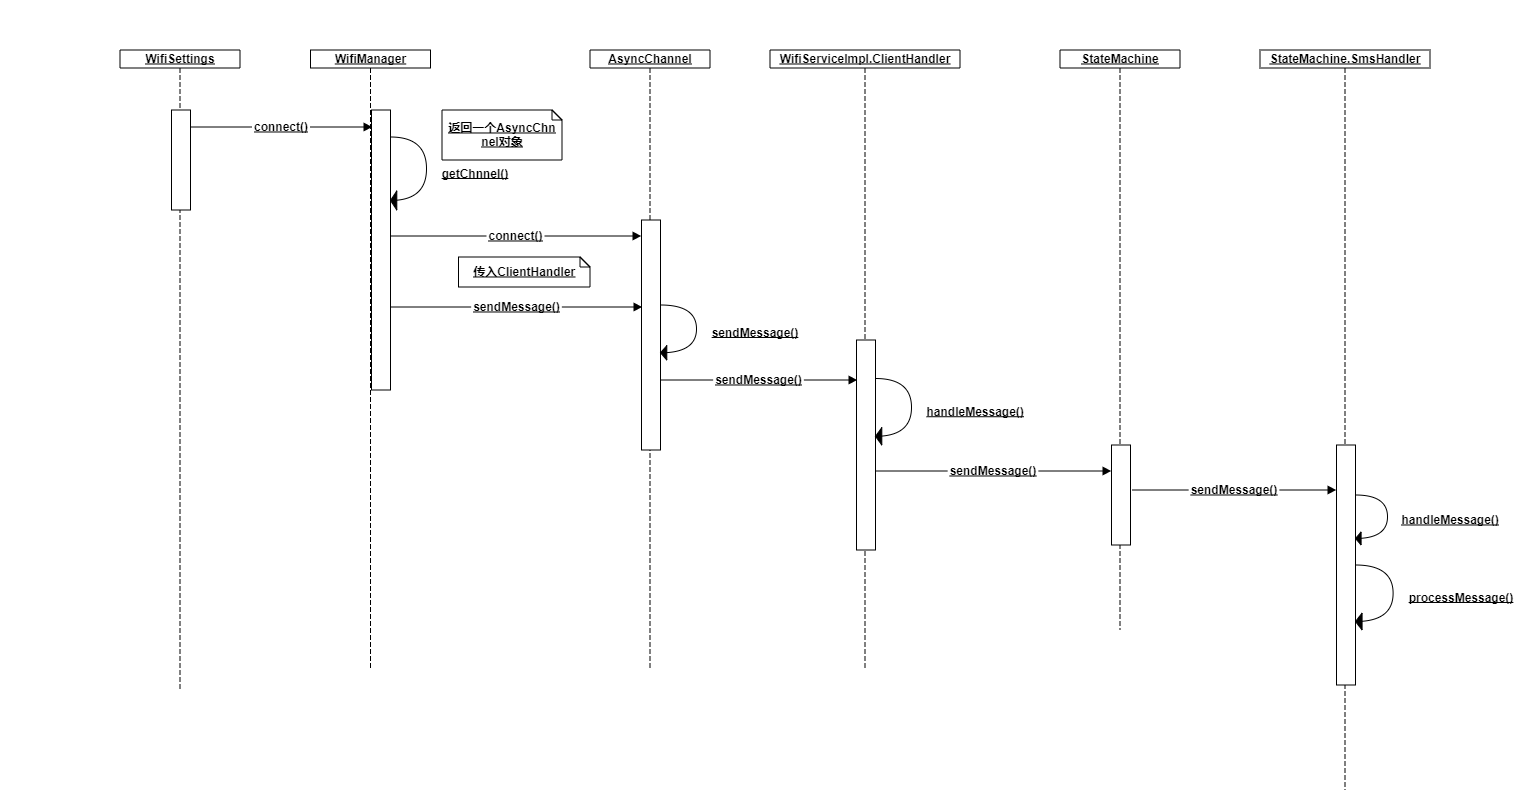 WifiSettings
WifiManager
AsyncChannel
WifiServiceImpl.ClientHandler
StateMachine
StateMachine.SmsHandler
connect()
返回一个AsyncChn
nel对象
getChnnel()
connect()
传入ClientHandler
sendMessage()
sendMessage()
sendMessage()
handleMessage()
sendMessage()
sendMessage()
handleMessage()
processMessage()